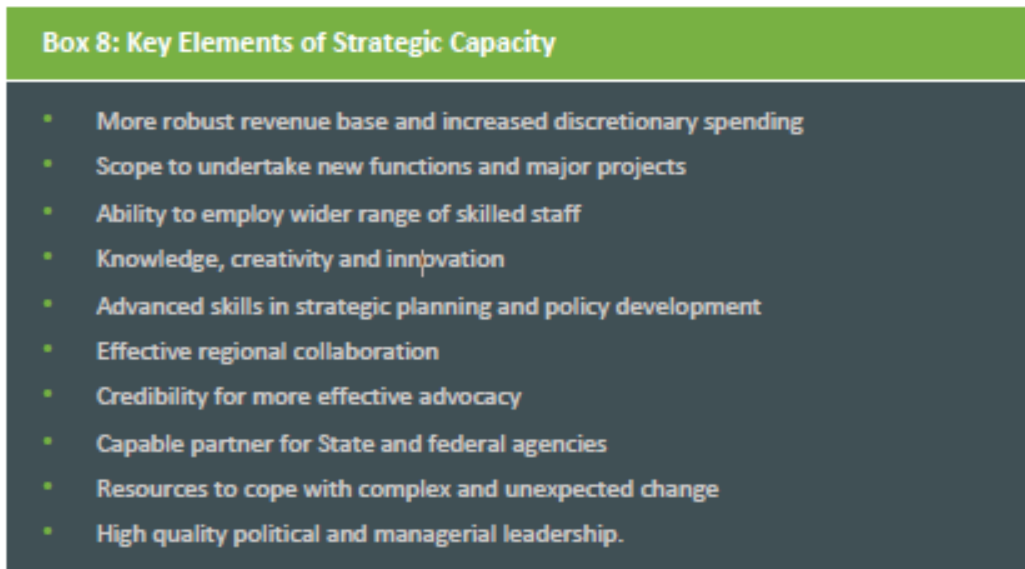 Box 8: Key Elements of Strategic Capacity
• More robust revenue base and increased discretionary spending
• Scope to undertake new functions and major projects
• Ability to employ wider range of skilled staff
• Knowledge, creativity and innovation
• Advanced skills in strategic planning and policy development
• Effective regional collaboration
• Credibility for more effective advocacy
• Capable partner for State and federal agencies
• Resources to cope with complex and unexpected change
• High quality political and managerial leadership.